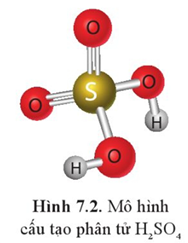 O
O
S
O
H
H
O
Hình 7.2. Mô hình
cấu tạo phân tử H₂SO₄